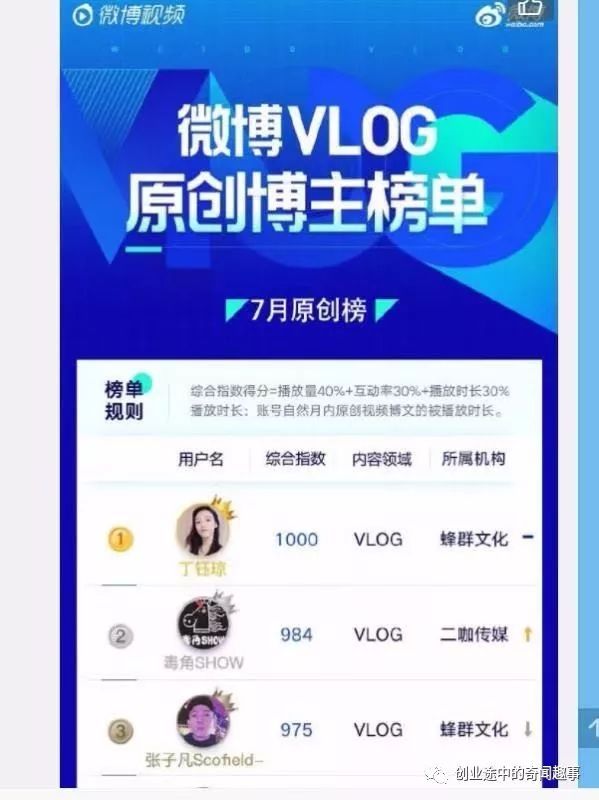 微博视频
WEIBO VLOG
微博VLOG
原创博主榜单
7月原创榜
榜单规则
综合指数得分=播放量40%+互动率30%+播放时长30%
播放时长：账号自然月内原创视频博文的被播放时长。
用户名 综合指数 内容领域 所属机构
1 丁钰琼 1000 VLOG 蜂群文化
2 毒角SHOW 984 VLOG 二咖传媒
3 张子凡Scofield- 975 VLOG 蜂群文化
创业途中的奇闻趣事